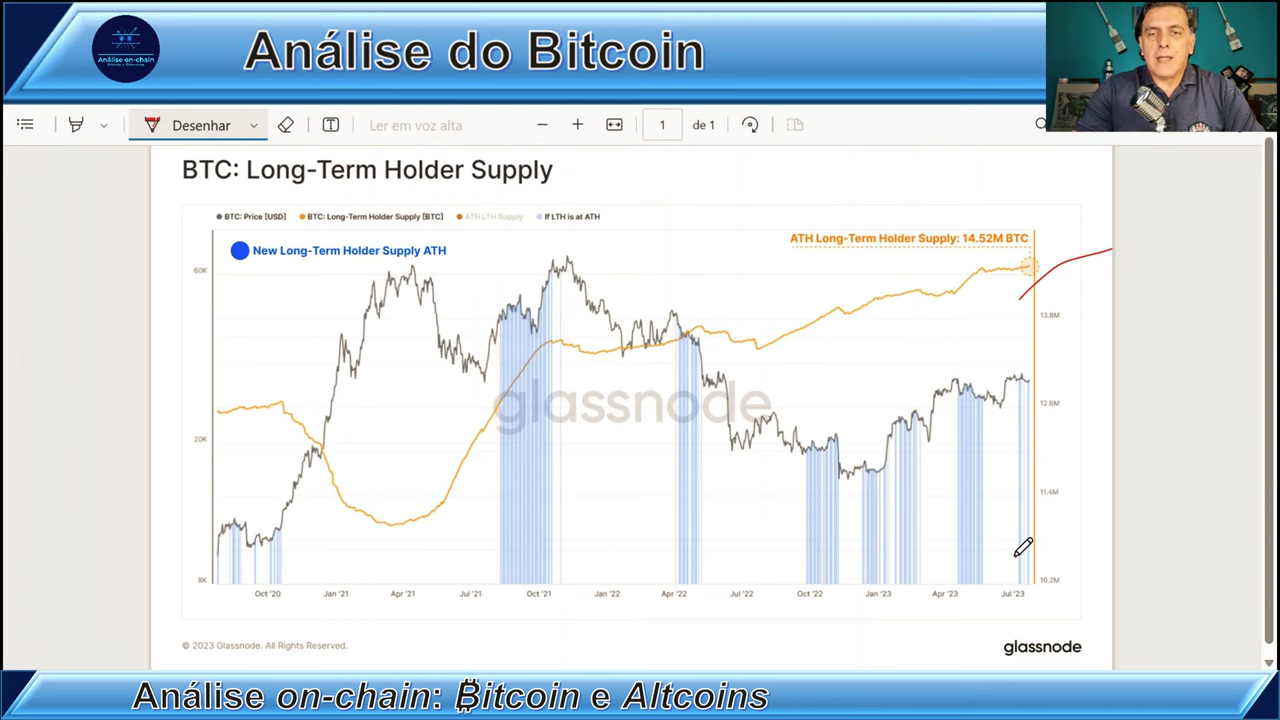 Análise do Bitcoin
Análise on-chain
Desenhar
Ler em voz alta
1
de 1
BTC: Long-Term Holder Supply
BTC: Price [USD]
BTC: Long-Term Holder Supply [BTC]
ATH LTH Supply
If LTH is at ATH
New Long-Term Holder Supply ATH
ATH Long-Term Holder Supply: 14.52M BTC
60K
13.8M
glassnode
12.6M
20K
11.4M
8K
10.2M
Oct '20
Jan '21
Apr '21
Jul '21
Oct '21
Jan '22
Apr '22
Jul '22
Oct '22
Jan '23
Apr '23
Jul '23
© 2023 Glassnode. All Rights Reserved.
glassnode
Análise on-chain: ₿itcoin e Altcoins